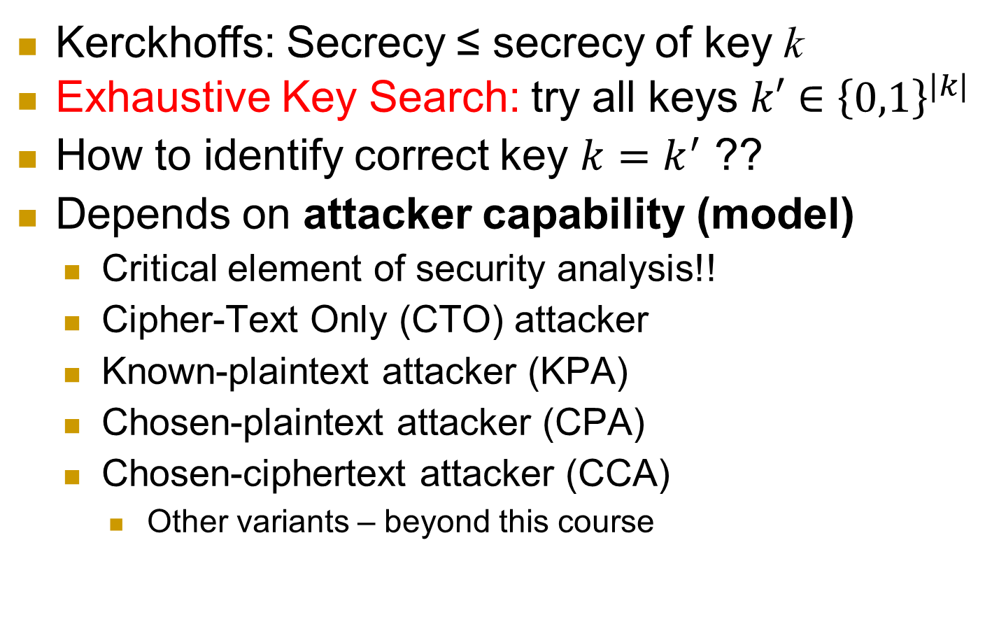 Kerckhoffs: Secrecy ≤ secrecy of key 𝑘
Exhaustive Key Search: try all keys 𝑘′ ∈ {0,1}^|𝑘|
How to identify correct key 𝑘 = 𝑘′ ??
Depends on attacker capability (model)
Critical element of security analysis!!
Cipher-Text Only (CTO) attacker
Known-plaintext attacker (KPA)
Chosen-plaintext attacker (CPA)
Chosen-ciphertext attacker (CCA)
Other variants – beyond this course